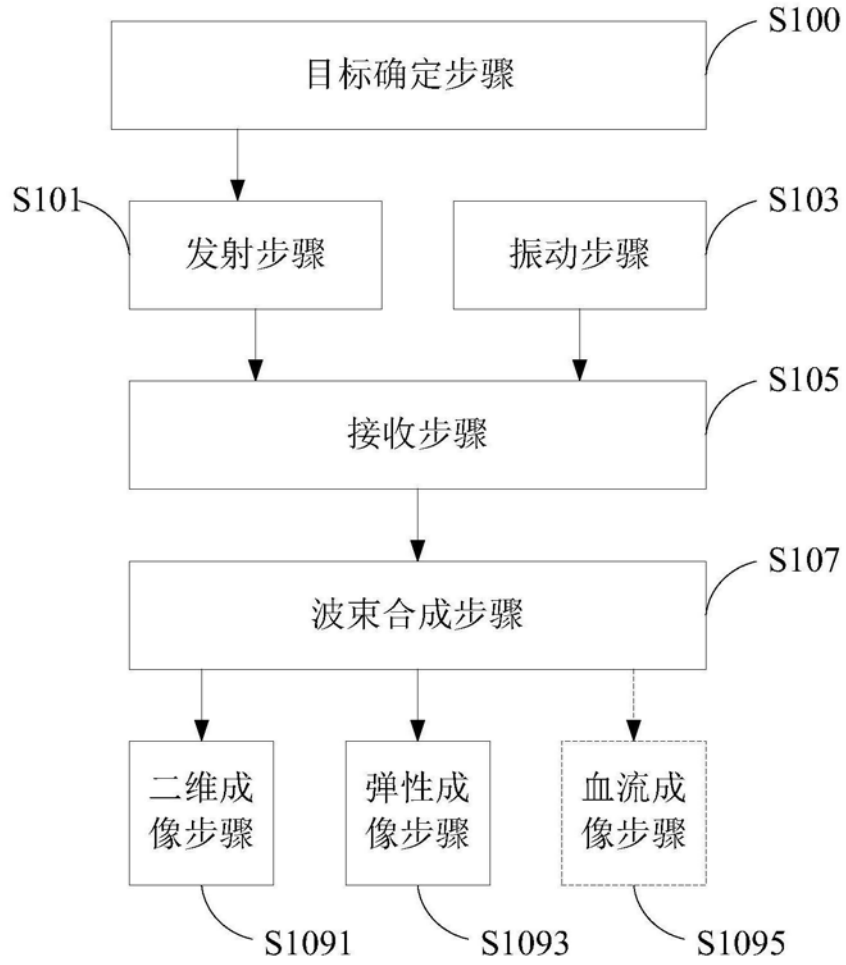 S100
目标确定步骤
S101
S103
发射步骤
振动步骤
S105
接收步骤
S107
波束合成步骤
二维成
像步骤
弹性成
像步骤
血流成
像步骤
S1091
S1093
S1095